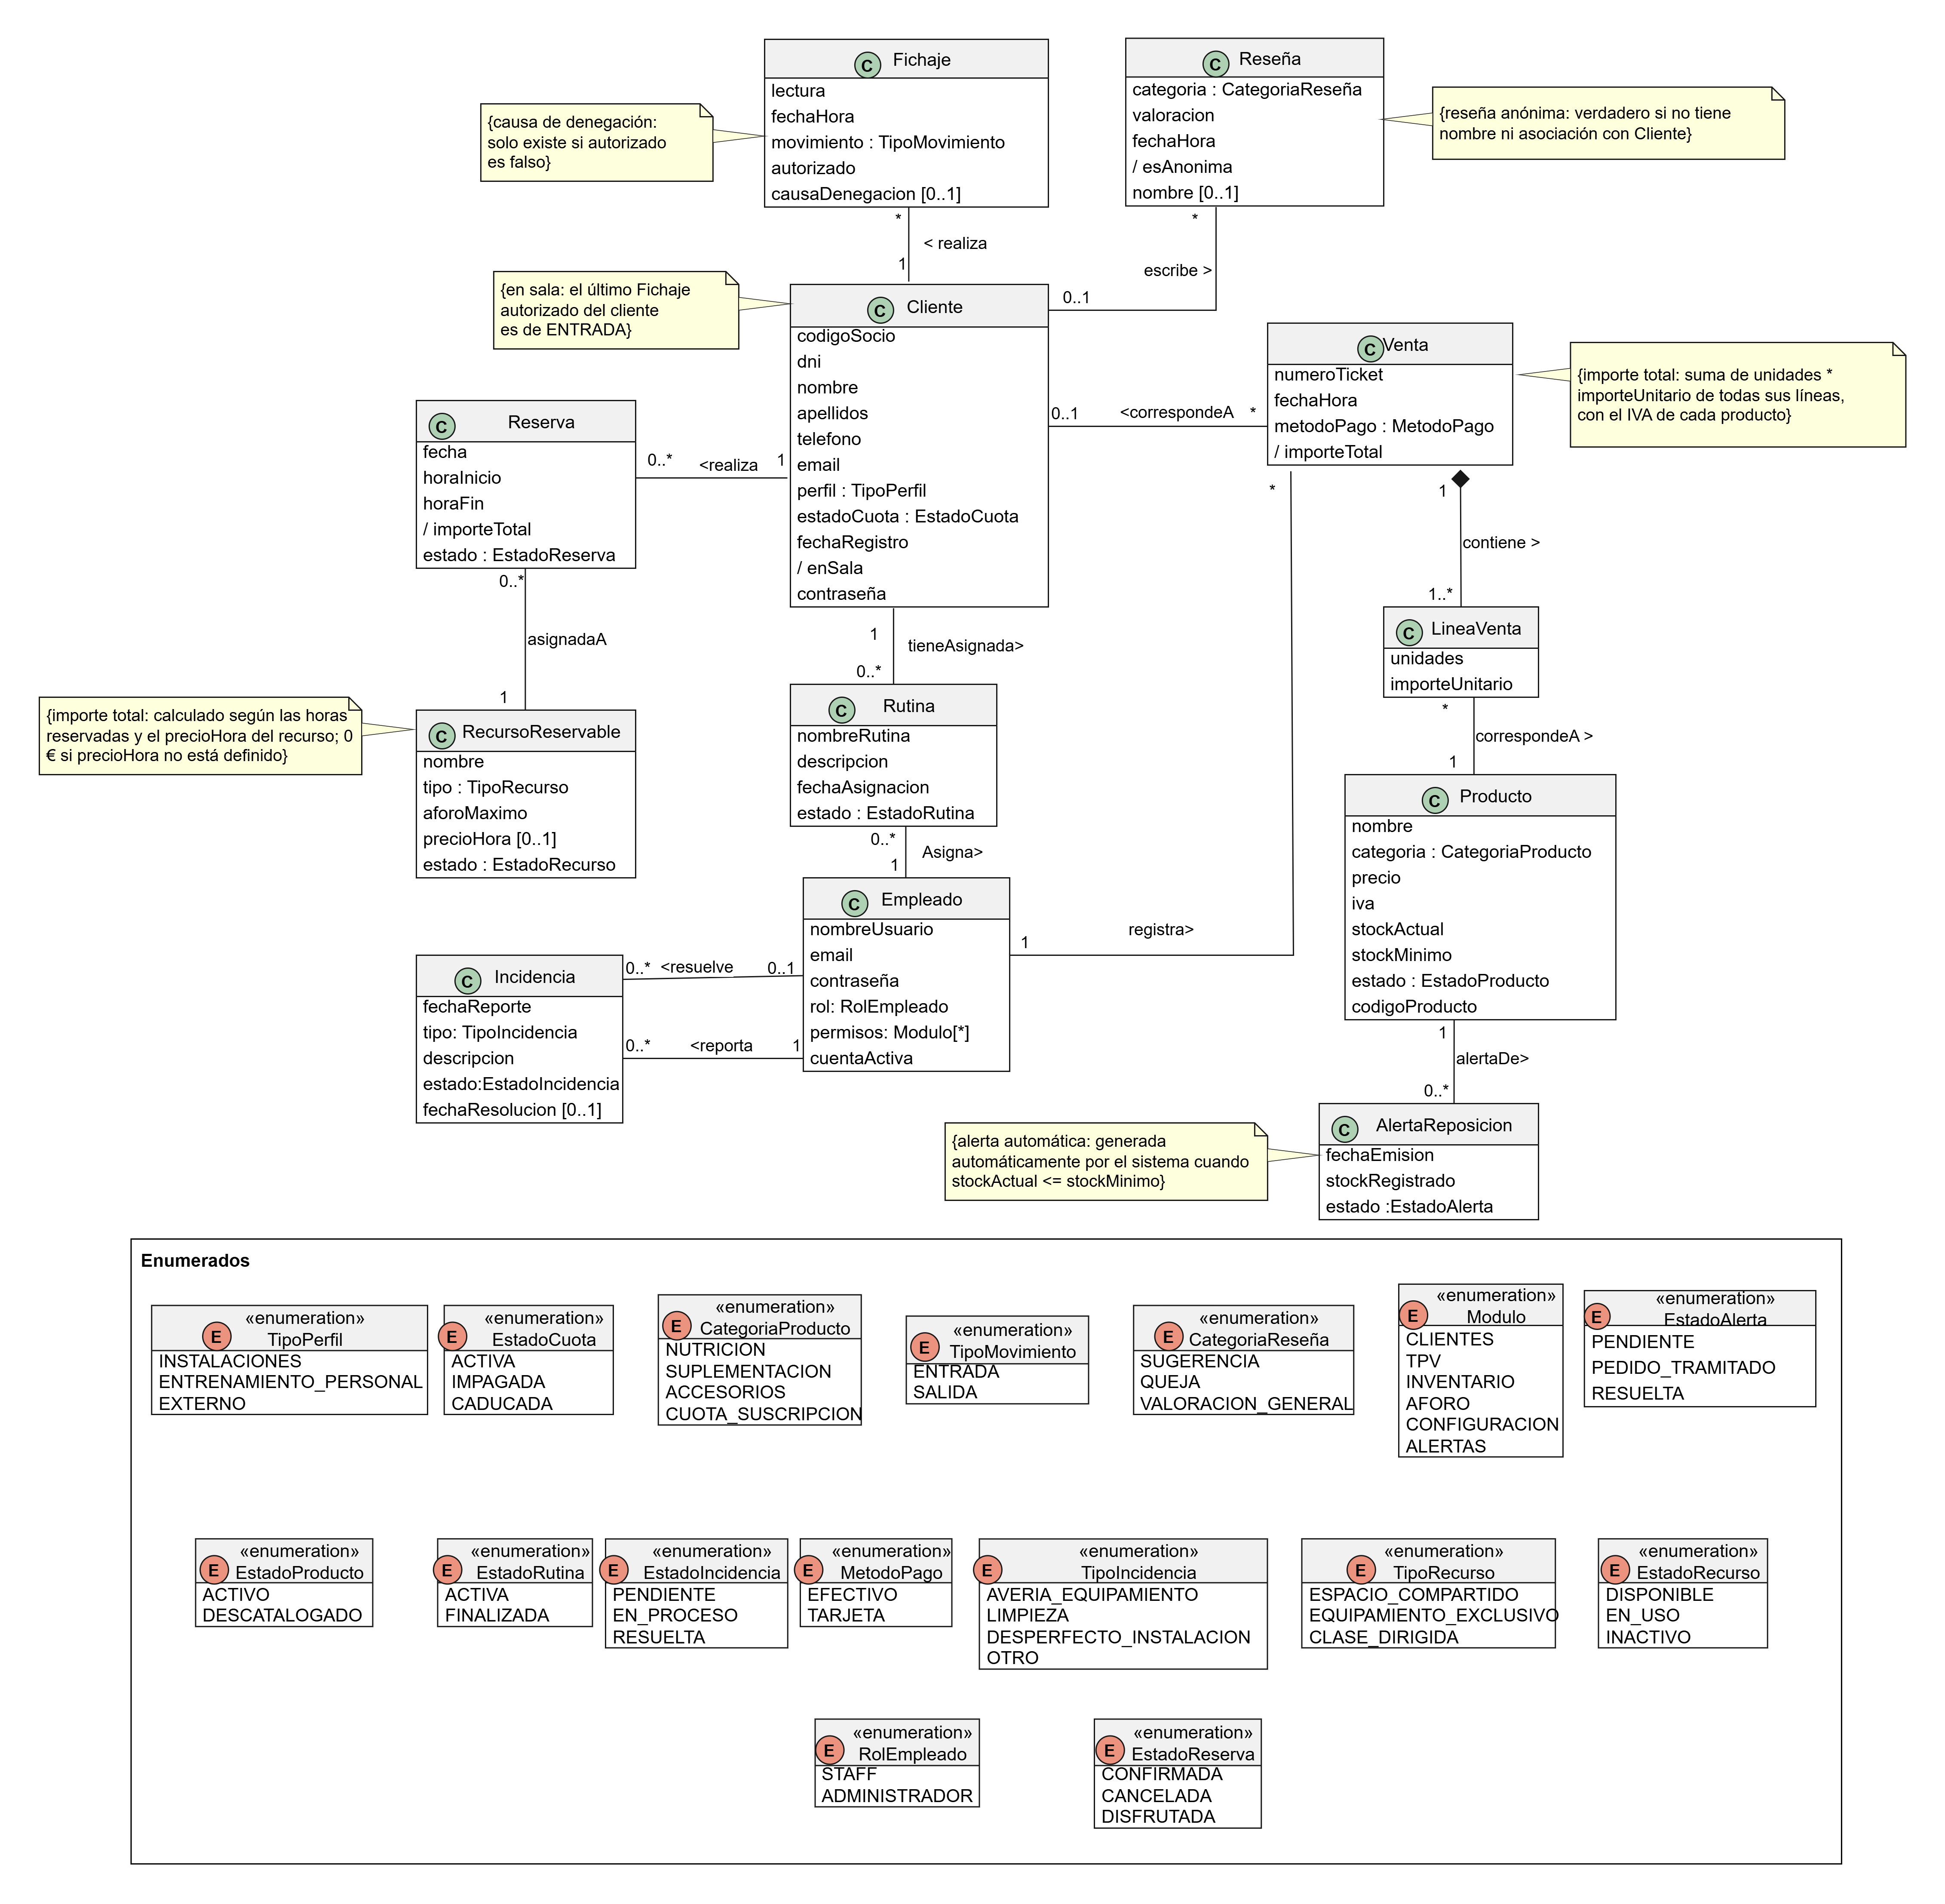 C Fichaje
lectura
fechaHora
movimiento : TipoMovimiento
autorizado
causaDenegacion [0..1]
{causa de denegación:
solo existe si autorizado
es falso}
C Reseña
categoria : CategoriaReseña
valoracion
fechaHora
/ esAnonima
nombre [0..1]
{reseña anónima: verdadero si no tiene
nombre ni asociación con Cliente}
*
< realiza
1
*
escribe >
0..1
{en sala: el último Fichaje
autorizado del cliente
es de ENTRADA}
C Cliente
codigoSocio
dni
nombre
apellidos
telefono
email
perfil : TipoPerfil
estadoCuota : EstadoCuota
fechaRegistro
/ enSala
contraseña
C Venta
numeroTicket
fechaHora
metodoPago : MetodoPago
/ importeTotal
{importe total: suma de unidades *
importeUnitario de todas sus líneas,
con el IVA de cada producto}
0..1 <correspondeA *
C Reserva
fecha
horaInicio
horaFin
/ importeTotal
estado : EstadoReserva
0..* <realiza 1
*
1
contiene >
1..*
0..*
asignadaA
1
1
tieneAsignada>
0..*
C LineaVenta
unidades
importeUnitario
*
correspondeA >
1
{importe total: calculado según las horas
reservadas y el precioHora del recurso; 0
€ si precioHora no está definido}
C RecursoReservable
nombre
tipo : TipoRecurso
aforoMaximo
precioHora [0..1]
estado : EstadoRecurso
C Rutina
nombreRutina
descripcion
fechaAsignacion
estado : EstadoRutina
0..*
Asigna>
1
C Producto
nombre
categoria : CategoriaProducto
precio
iva
stockActual
stockMinimo
estado : EstadoProducto
codigoProducto
C Empleado
nombreUsuario
email
contraseña
rol: RolEmpleado
permisos: Modulo[*]
cuentaActiva
1
registra>
C Incidencia
fechaReporte
tipo: TipoIncidencia
descripcion
estado:EstadoIncidencia
fechaResolucion [0..1]
0..* <resuelve 0..1
0..* <reporta 1
1
alertaDe>
0..*
{alerta automática: generada
automáticamente por el sistema cuando
stockActual <= stockMinimo}
C AlertaReposicion
fechaEmision
stockRegistrado
estado :EstadoAlerta
Enumerados
«enumeration»
E TipoPerfil
INSTALACIONES
ENTRENAMIENTO_PERSONAL
EXTERNO
«enumeration»
E EstadoCuota
ACTIVA
IMPAGADA
CADUCADA
«enumeration»
E CategoriaProducto
NUTRICION
SUPLEMENTACION
ACCESORIOS
CUOTA_SUSCRIPCION
«enumeration»
E TipoMovimiento
ENTRADA
SALIDA
«enumeration»
E CategoriaReseña
SUGERENCIA
QUEJA
VALORACION_GENERAL
«enumeration»
E Modulo
CLIENTES
TPV
INVENTARIO
AFORO
CONFIGURACION
ALERTAS
«enumeration»
E EstadoAlerta
PENDIENTE
PEDIDO_TRAMITADO
RESUELTA
«enumeration»
E EstadoProducto
ACTIVO
DESCATALOGADO
«enumeration»
E EstadoRutina
ACTIVA
FINALIZADA
«enumeration»
E EstadoIncidencia
PENDIENTE
EN_PROCESO
RESUELTA
«enumeration»
E MetodoPago
EFECTIVO
TARJETA
«enumeration»
E TipoIncidencia
AVERIA_EQUIPAMIENTO
LIMPIEZA
DESPERFECTO_INSTALACION
OTRO
«enumeration»
E TipoRecurso
ESPACIO_COMPARTIDO
EQUIPAMIENTO_EXCLUSIVO
CLASE_DIRIGIDA
«enumeration»
E EstadoRecurso
DISPONIBLE
EN_USO
INACTIVO
«enumeration»
E RolEmpleado
STAFF
ADMINISTRADOR
«enumeration»
E EstadoReserva
CONFIRMADA
CANCELADA
DISFRUTADA